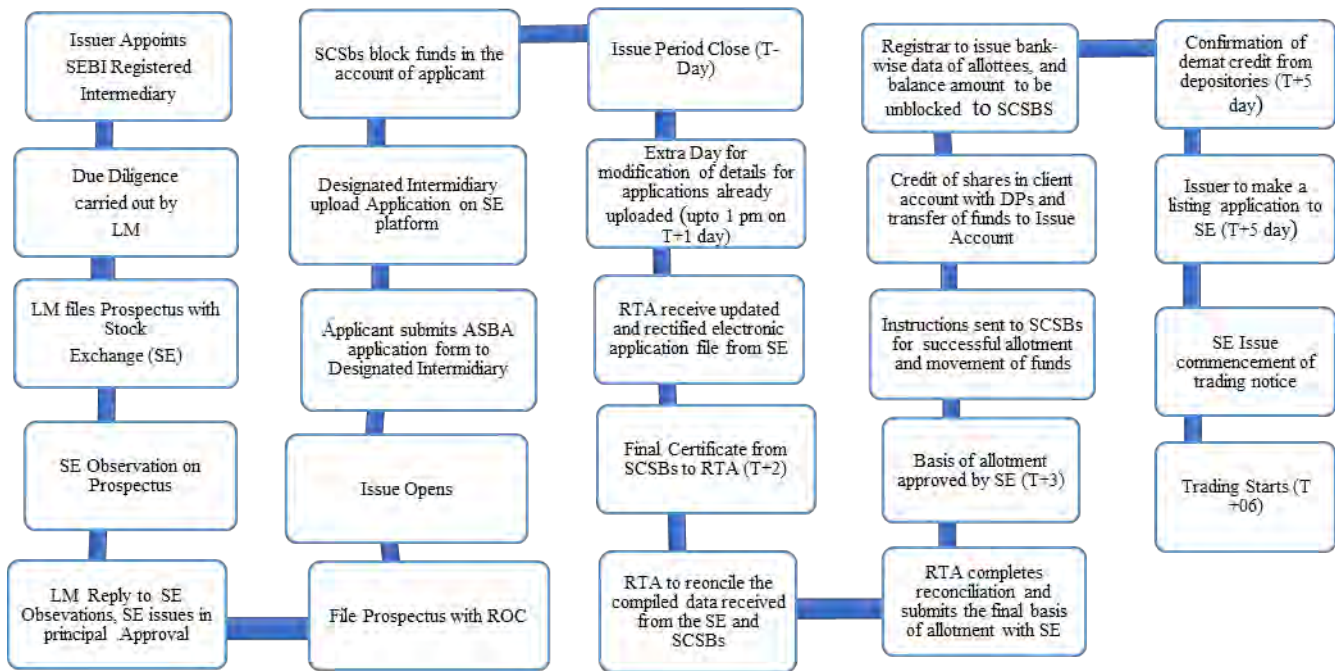 Issuer Appoints
SEBI Registered
Intermediary
Due Diligence
carried out by
LM
LM files Prospectus with
Stock
Exchange (SE)
SE Observation on
Prospectus
LM Reply to SE
Obsevations, SE issues in
principal Approval
File Prospectus with ROC
Issue Opens
Applicant submits ASBA
application form to
Designated Intermidiary
Designated Intermidiary
upload Application on SE
platform
SCSbs block funds in the
account of applicant
Issue Period Close (T-
Day)
Extra Day for
modification of details for
applications already
uploaded (upto 1 pm on
T+1 day)
RTA receive updated
and rectified electronic
application file from SE
Final Certificate from
SCSBs to RTA (T+2)
RTA to reconcile the
compiled data received
from the SE and
SCSBs
RTA completes
reconciliation and
submits the final basis
of allotment with SE
Basis of allotment
approved by SE (T+3)
Instructions sent to SCSBs
for successful allotment
and movement of funds
Credit of shares in client
account with DPs and
transfer of funds to Issue
Account
Registrar to issue bank-
wise data of allottees, and
balance amount to be
unblocked to SCSBS
Confirmation of
demat credit from
depositories (T+5
day)
Issuer to make a
listing application to
SE (T+5 day)
SE Issue
commencement of
trading notice
Trading Starts (T
+06)